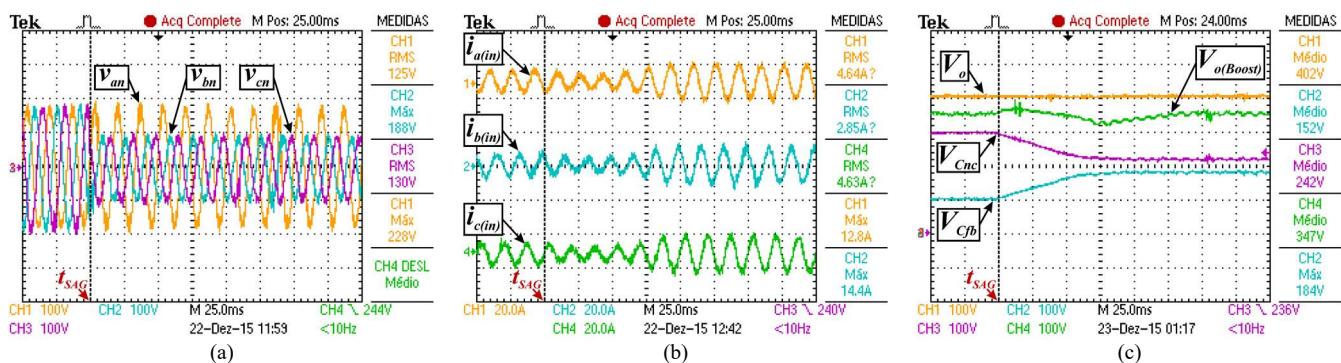 Tek Acq Complete M Pos: 25.00ms MEDIDAS
CH1
RMS
125V
CH2
Máx
188V
CH3
RMS
130V
CH1
Máx
228V
CH4 DESL
Médio
v_an
v_bn
v_cn
3
t_SAG
CH1 100V CH2 100V M 25.0ms CH4 244V
CH3 100V 22-Dez-15 11:59 <10Hz
(a)
Tek Acq Complete M Pos: 25.00ms MEDIDAS
CH1
RMS
4.64A?
CH2
RMS
2.85A?
CH4
RMS
4.63A?
CH1
Máx
12.8A
CH2
Máx
14.4A
i_a(in)
1
i_b(in)
2
i_c(in)
4
t_SAG
CH1 20.0A CH2 20.0A M 25.0ms CH3 240V
CH4 20.0A 22-Dez-15 12:42 <10Hz
(b)
Tek Acq Complete M Pos: 24.00ms MEDIDAS
CH1
Médio
402V
CH2
Médio
152V
CH3
Médio
242V
CH4
Médio
347V
CH2
Máx
184V
V_o
V_o(Boost)
V_Cnc
V_Cfb
t_SAG
CH1 100V CH2 100V M 25.0ms CH3 236V
CH3 100V CH4 100V 23-Dez-15 01:17 <10Hz
(c)